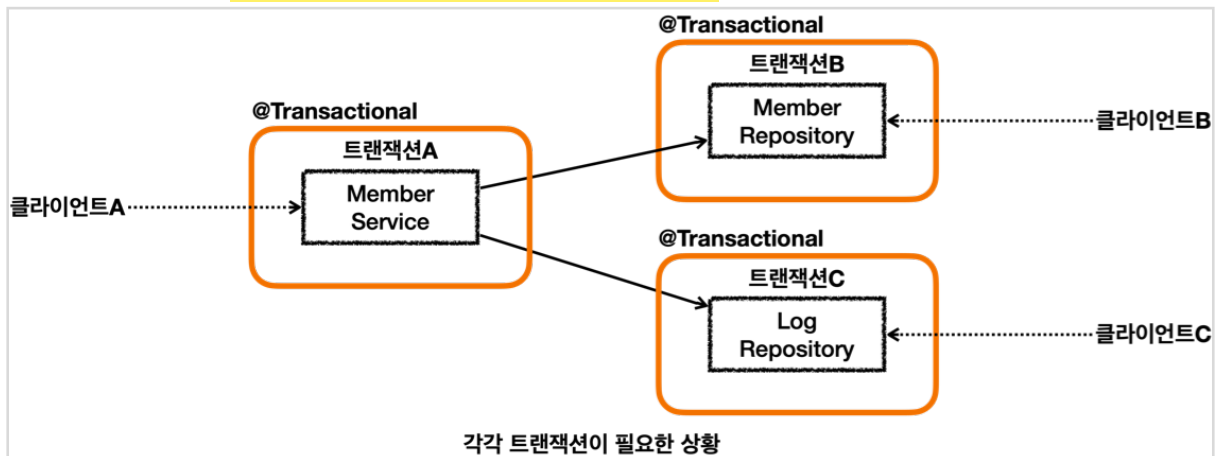 @Transactional
트랜잭션B
Member
Repository
클라이언트B
@Transactional
트랜잭션A
Member
Service
클라이언트A
@Transactional
트랜잭션C
Log
Repository
클라이언트C
각각 트랜잭션이 필요한 상황